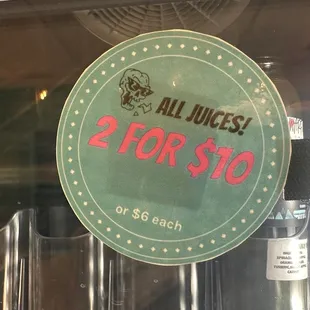 ALL JUICES!
2 FOR $10
or $6 each